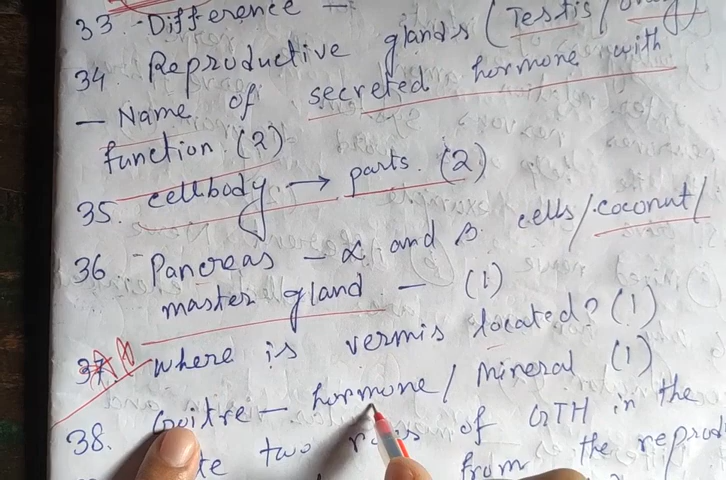 33 - Difference -
34 Reproductive glands (Testis/ovary)
- Name of secreted hormone with
function (2)
35. cellbody → parts. (2)
36 Pancreas - α and β cells/coconut/
master gland - (1)
37. where is vermis located? (1)
38. Goitre - hormone/mineral (1)
two of GTH in the
from the reprod